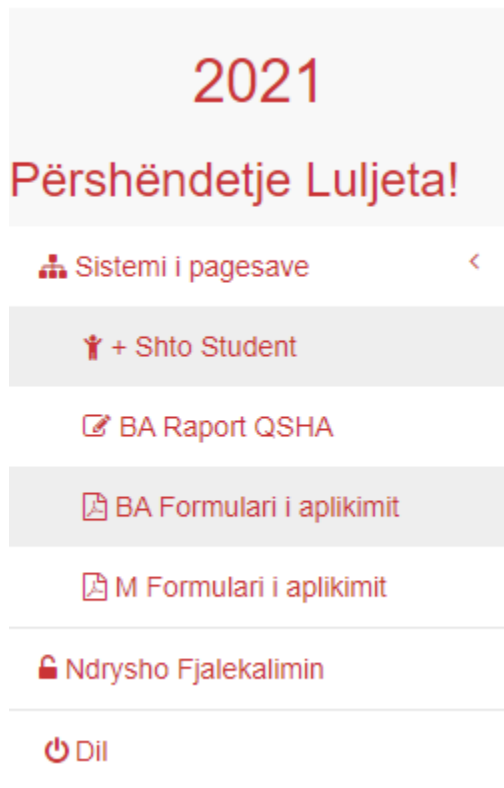 2021
Përshëndetje Luljeta!
Sistemi i pagesave
+ Shto Student
BA Raport QSHA
BA Formulari i aplikimit
M Formulari i aplikimit
Ndrysho Fjalekalimin
Dil